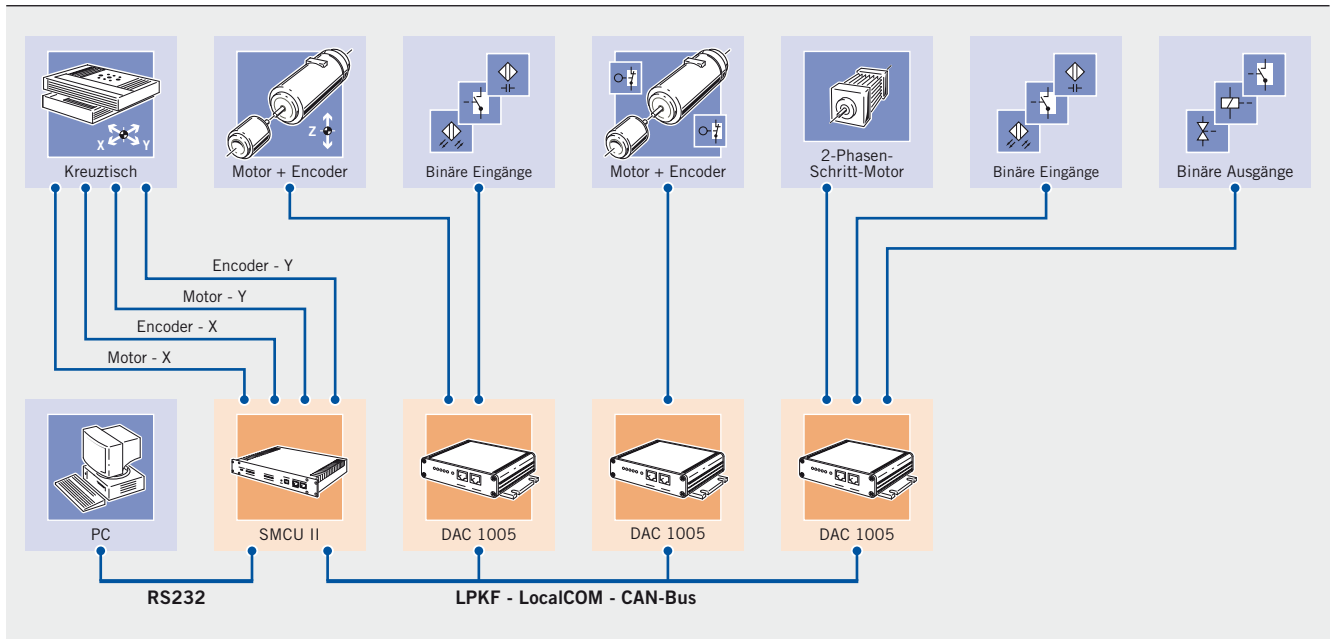 X Y
Kreuztisch
Z
Motor + Encoder
Binäre Eingänge
Motor + Encoder
2-Phasen-
Schritt-Motor
Binäre Eingänge
Binäre Ausgänge
Encoder - Y
Motor - Y
Encoder - X
Motor - X
PC
SMCU II
DAC 1005
DAC 1005
DAC 1005
RS232
LPKF - LocalCOM - CAN-Bus